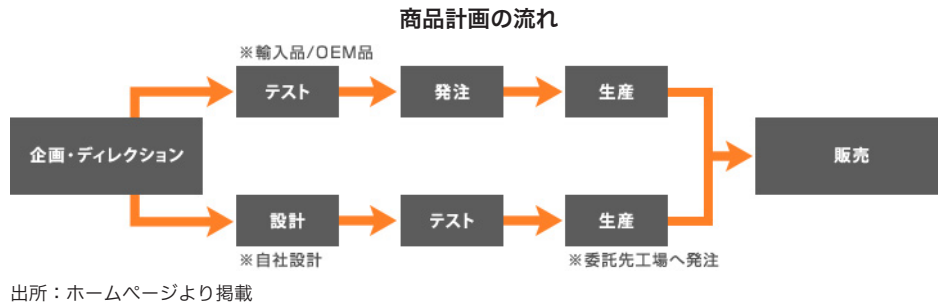 商品計画の流れ
※輸入品/OEM品
テスト
発注
生産
企画・ディレクション
販売
設計
テスト
生産
※自社設計
※委託先工場へ発注
出所：ホームページより掲載